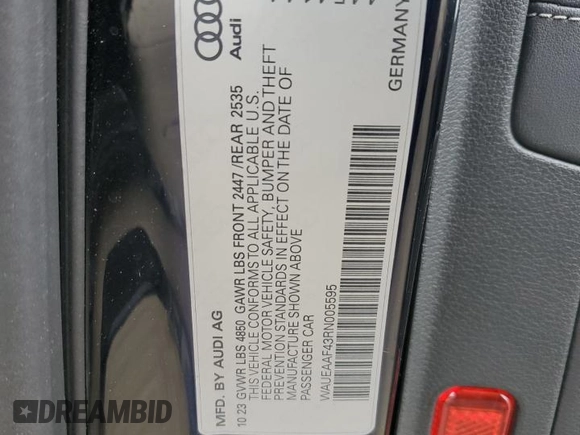 Audi
MFD. BY AUDI AG
10 23 GVWR LBS 4850 GAWR LBS FRONT 2447 /REAR 2535
THIS VEHICLE CONFORMS TO ALL APPLICABLE U.S.
FEDERAL MOTOR VEHICLE SAFETY, BUMPER AND THEFT
PREVENTION STANDARDS IN EFFECT ON THE DATE OF
MANUFACTURE SHOWN ABOVE
PASSENGER CAR
WAUEAAF43RN005595
GERMANY
DREAMBID